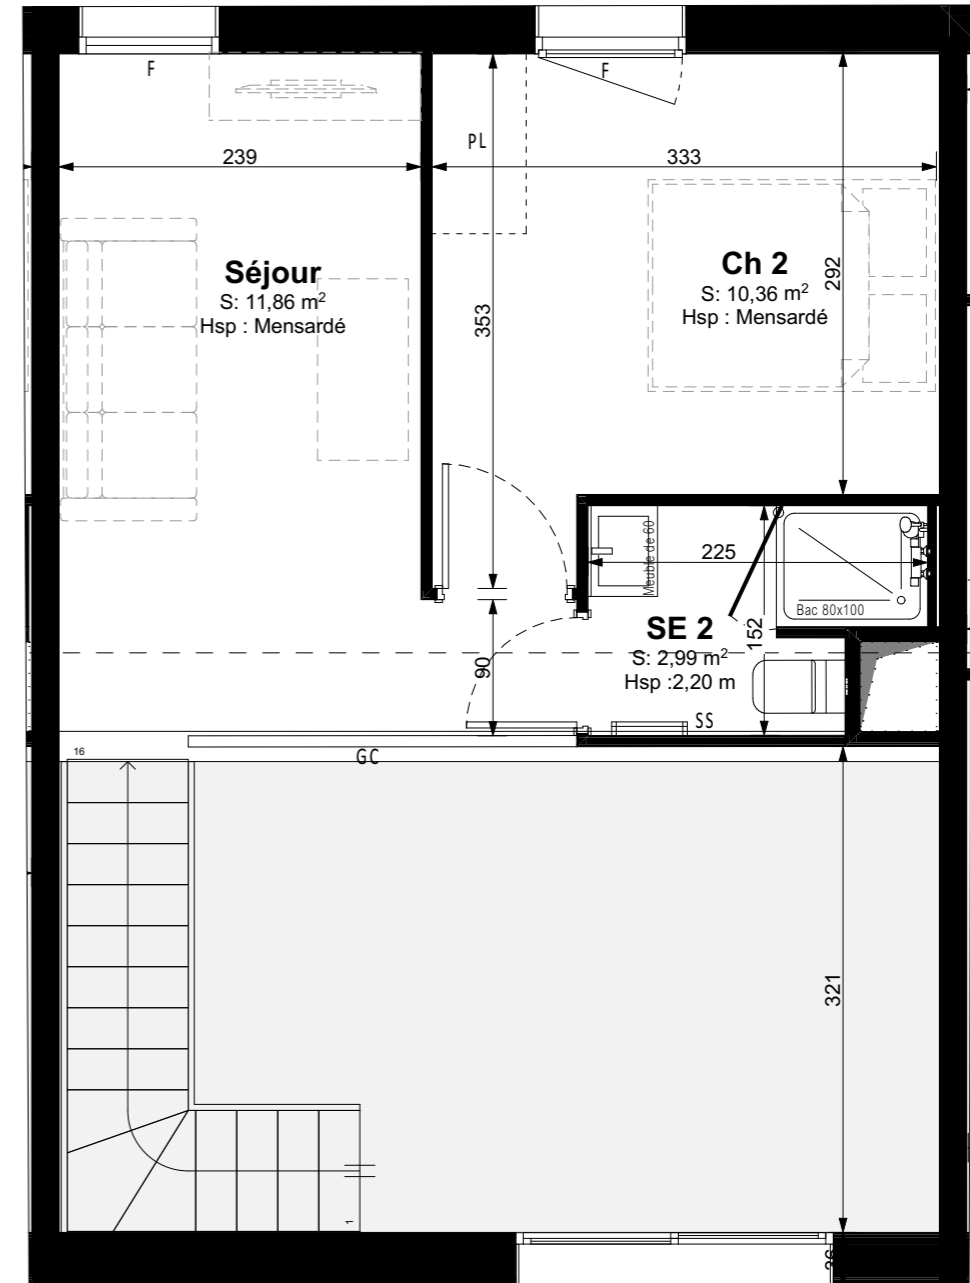 F
F
PL
239
333
Séjour
S: 11,86 m²
Hsp : Mensardé
Ch 2
S: 10,36 m²
Hsp : Mensardé
292
353
Meuble de 60
225
Bac 80x100
SE 2
S: 2,99 m²
Hsp :2,20 m
152
90
SS
16
GC
321
1